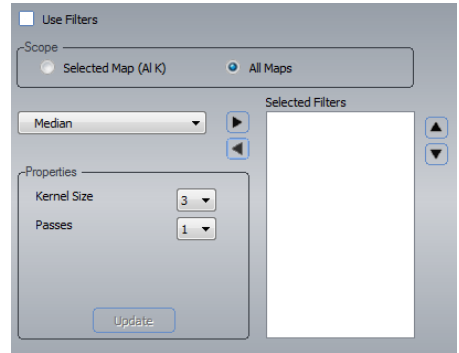 Use Filters
Scope
Selected Map (Al K)
All Maps
Selected Filters
Median
Properties
Kernel Size
3
Passes
1
Update